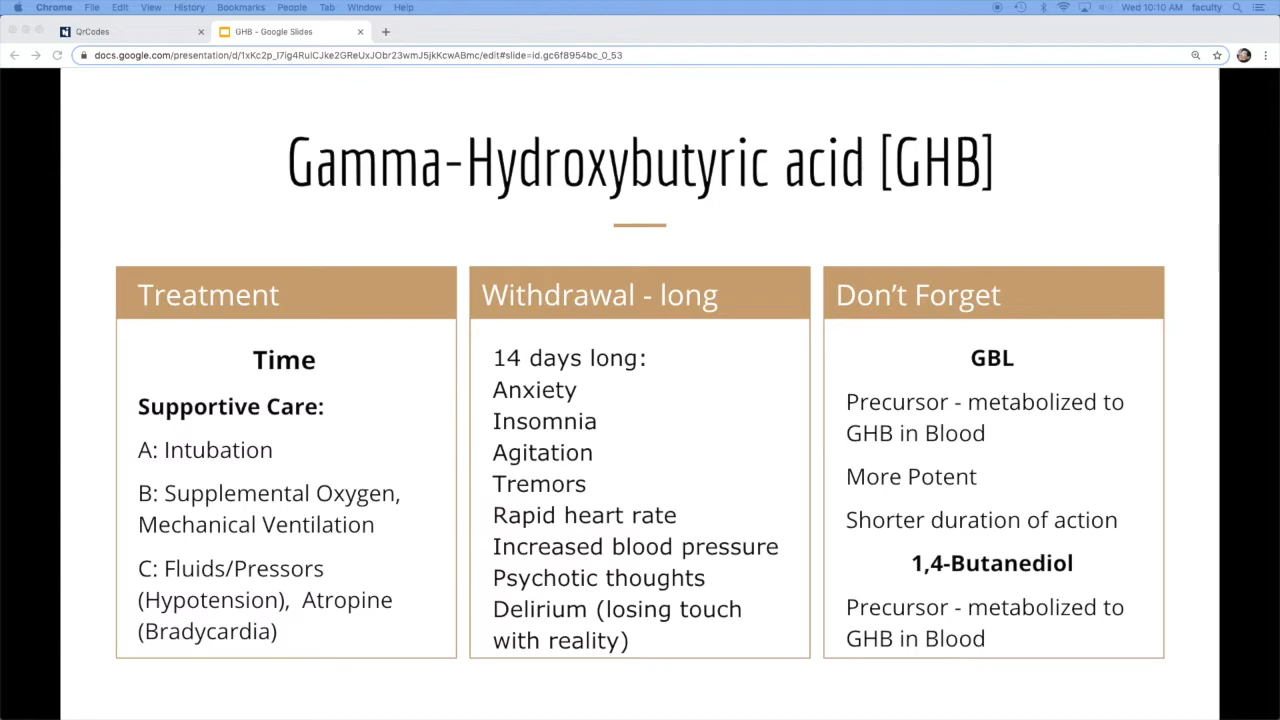 Chrome File Edit View History Bookmarks People Tab Window Help Wed 10:10 AM faculty
QrCodes GHB - Google Slides
Gamma-Hydroxybutyric acid [GHB]
Treatment
Time
Supportive Care:
A: Intubation
B: Supplemental Oxygen,
Mechanical Ventilation
C: Fluids/Pressors
(Hypotension), Atropine
(Bradycardia)
Withdrawal - long
14 days long:
Anxiety
Insomnia
Agitation
Tremors
Rapid heart rate
Increased blood pressure
Psychotic thoughts
Delirium (losing touch
with reality)
Don't Forget
GBL
Precursor - metabolized to
GHB in Blood
More Potent
Shorter duration of action
1,4-Butanediol
Precursor - metabolized to
GHB in Blood